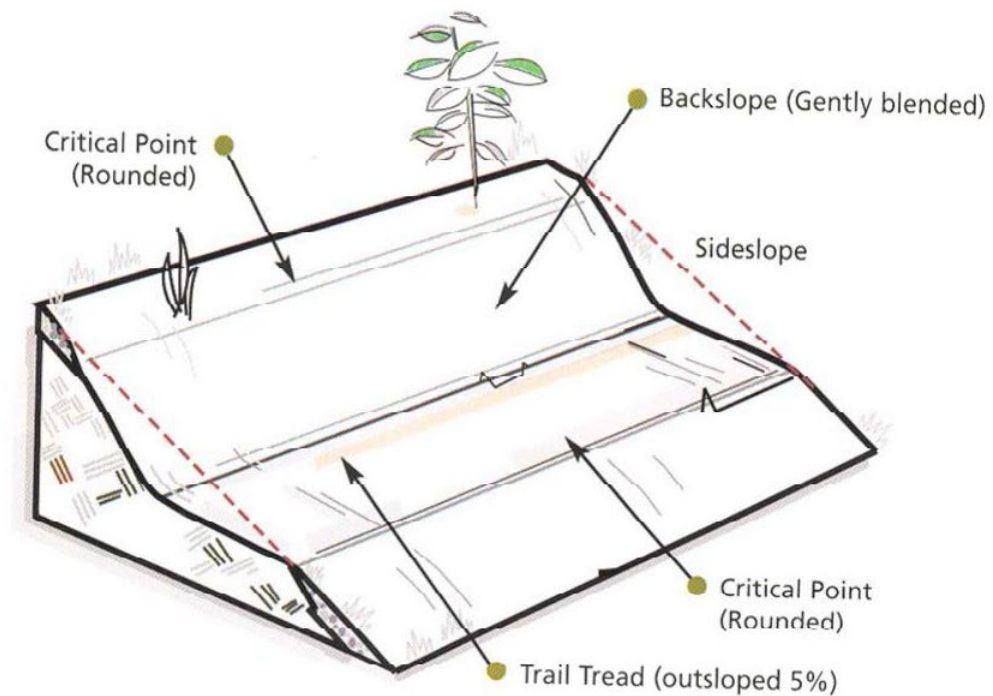 Backslope (Gently blended)
Critical Point
(Rounded)
Sideslope
Critical Point
(Rounded)
Trail Tread (outsloped 5%)